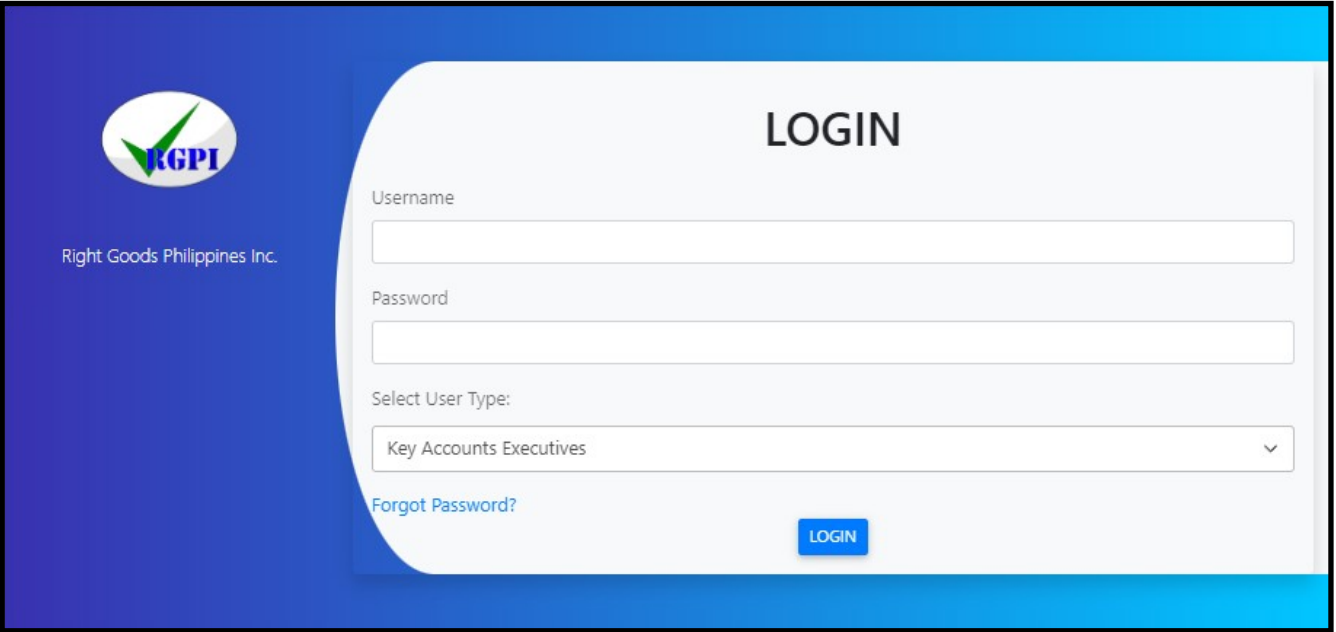 RGPI
Right Goods Philippines Inc.
LOGIN
Username
Password
Select User Type:
Key Accounts Executives
Forgot Password?
LOGIN